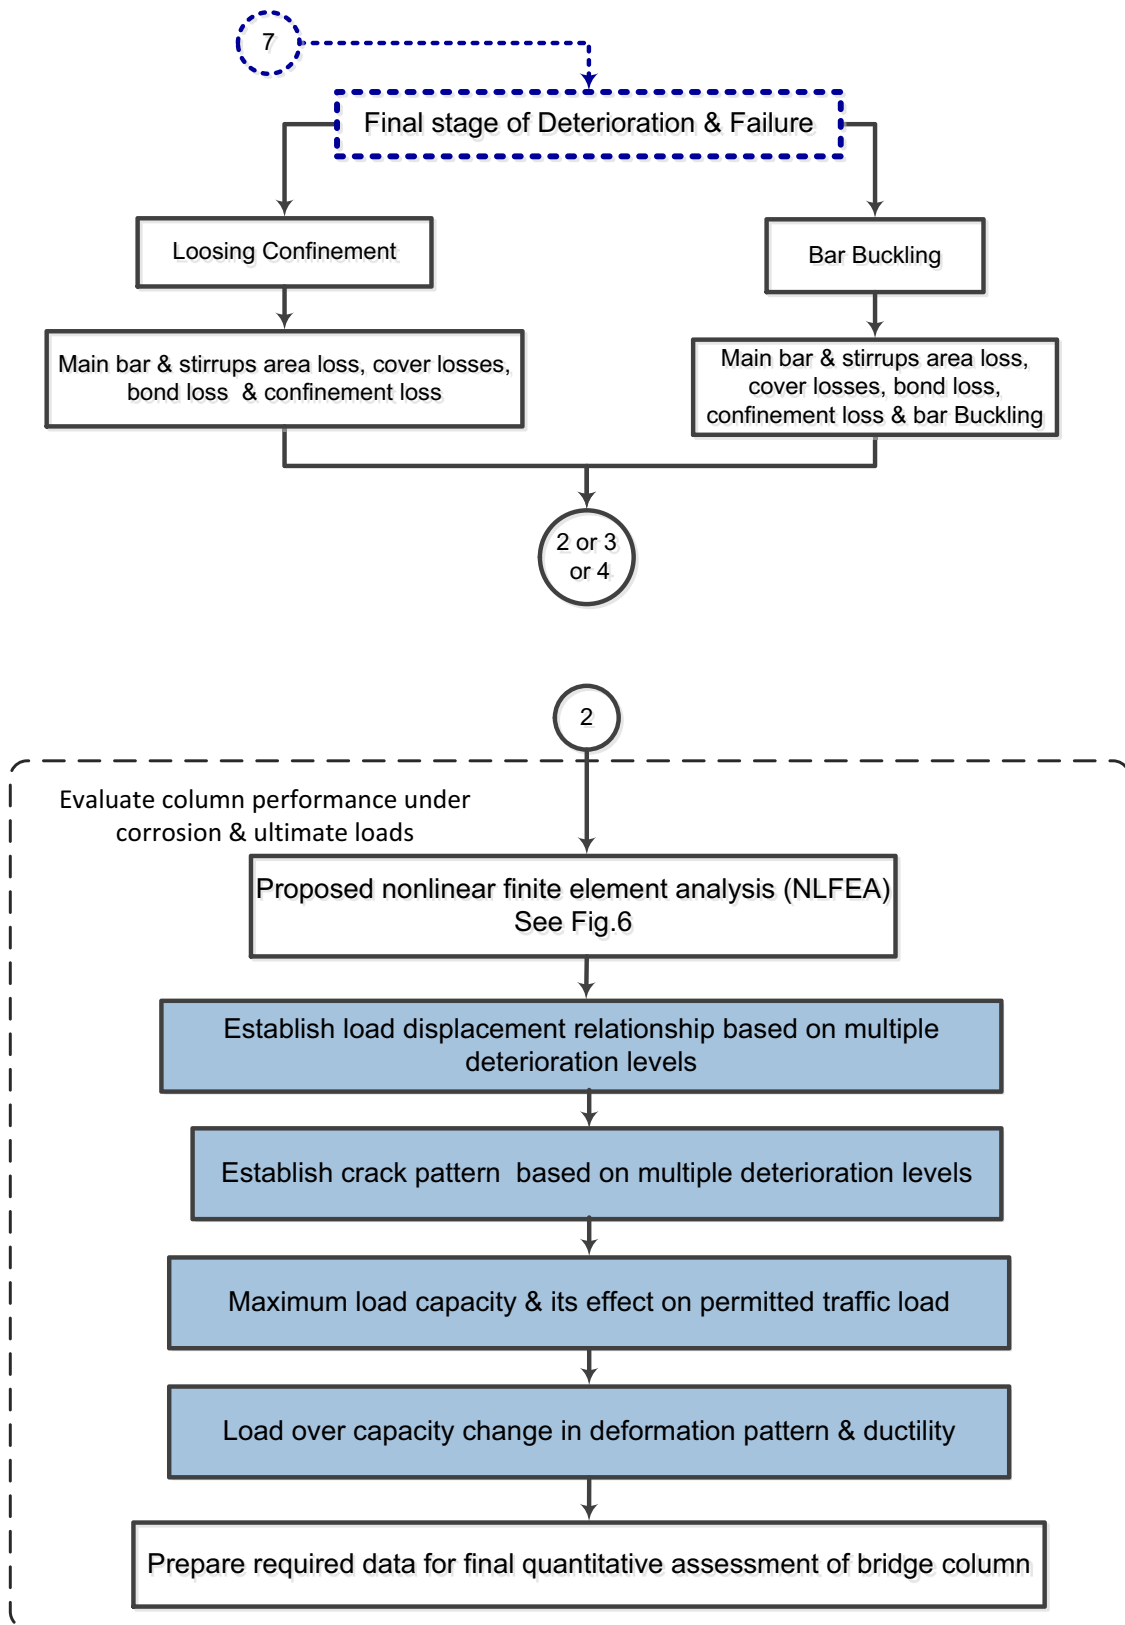 7
Final stage of Deterioration & Failure
Loosing Confinement
Bar Buckling
Main bar & stirrups area loss, cover losses,
bond loss & confinement loss
Main bar & stirrups area loss,
cover losses, bond loss,
confinement loss & bar Buckling
2 or 3
or 4
2
Evaluate column performance under
corrosion & ultimate loads
Proposed nonlinear finite element analysis (NLFEA)
See Fig.6
Establish load displacement relationship based on multiple
deterioration levels
Establish crack pattern based on multiple deterioration levels
Maximum load capacity & its effect on permitted traffic load
Load over capacity change in deformation pattern & ductility
Prepare required data for final quantitative assessment of bridge column